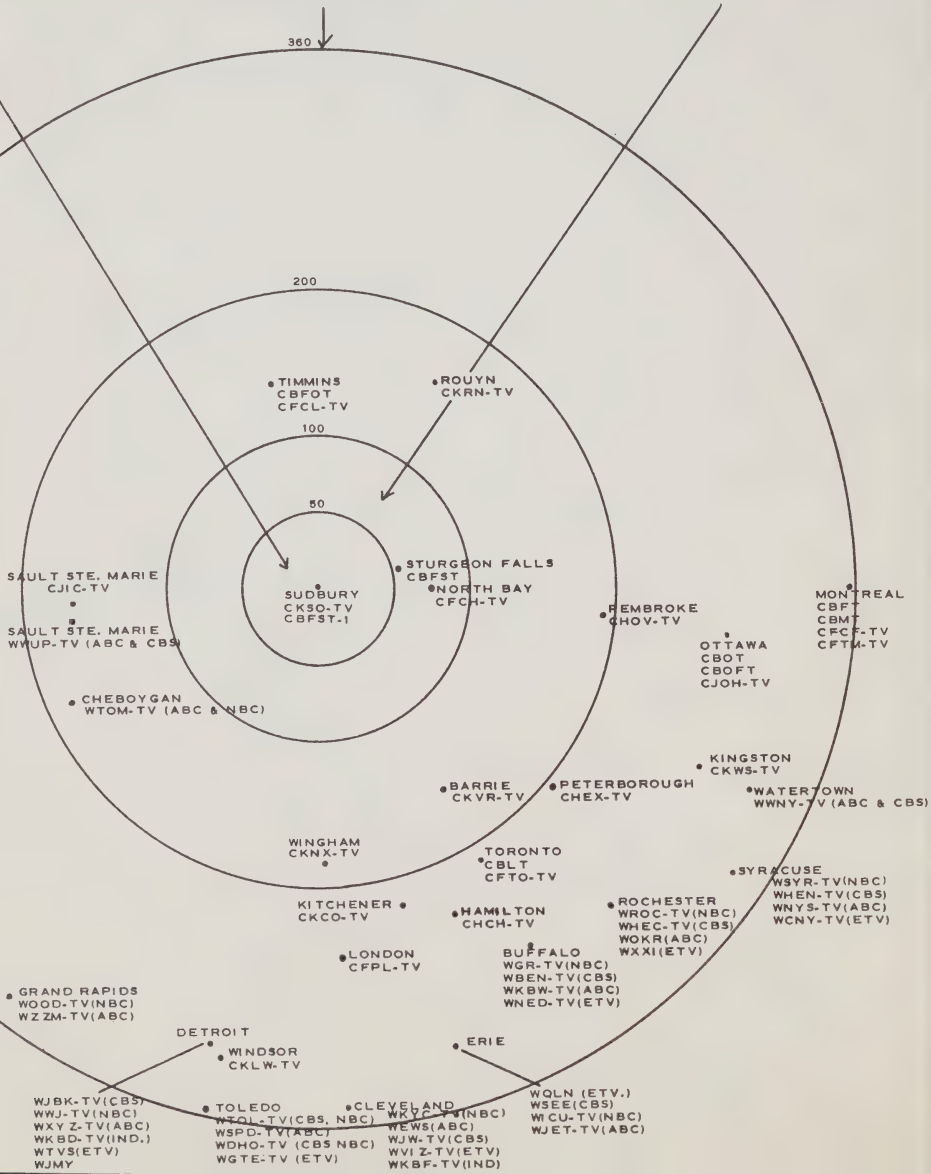 360
200
TIMMINS
CBFOT
CFCL-TV
ROUYN
CKRN-TV
100
50
STURGEON FALLS
CBFST
NORTH BAY
CFCH-TV
SUDBURY
CKSO-TV
CBFST-1
SAULT STE. MARIE
CJIC-TV
SAULT STE. MARIE
WWUP-TV (ABC & CBS)
CHEBOYGAN
WTOM-TV (ABC & NBC)
PEMBROKE
CHOV-TV
OTTAWA
CBOT
CBOFT
CJOH-TV
MONTREAL
CBFT
CBMT
CFCF-TV
CFTM-TV
KINGSTON
CKWS-TV
WATERTOWN
WWNY-TV (ABC & CBS)
BARRIE
CKVR-TV
PETERBOROUGH
CHEX-TV
WINGHAM
CKNX-TV
TORONTO
CBLT
CFTO-TV
SYRACUSE
WSYR-TV(NBC)
WHEN-TV(CBS)
WNYS-TV(ABC)
WCNY-TV(ETV)
KITCHENER
CKCO-TV
HAMILTON
CHCH-TV
ROCHESTER
WROC-TV(NBC)
WHEC-TV(CBS)
WOKR(ABC)
WXXI(ETV)
LONDON
CFPL-TV
BUFFALO
WGR-TV(NBC)
WBEN-TV(CBS)
WKBW-TV(ABC)
WNED-TV(ETV)
GRAND RAPIDS
WOOD-TV(NBC)
WZZM-TV(ABC)
DETROIT
WINDSOR
CKLW-TV
ERIE
WJBK-TV(CBS)
WWJ-TV(NBC)
WXYZ-TV(ABC)
WKBD-TV(IND.)
WTVS(ETV)
WJMY
TOLEDO
WTOL-TV(CBS, NBC)
WSPD-TV(ABC)
WDHO-TV (CBS NBC)
WGTE-TV (ETV)
CLEVELAND
WKYC-TV(NBC)
WEWS(ABC)
WJW-TV(CBS)
WVIZ-TV(ETV)
WKBF-TV(IND)
WQLN (ETV.)
WSEE(CBS)
WICU-TV(NBC)
WJET-TV(ABC)